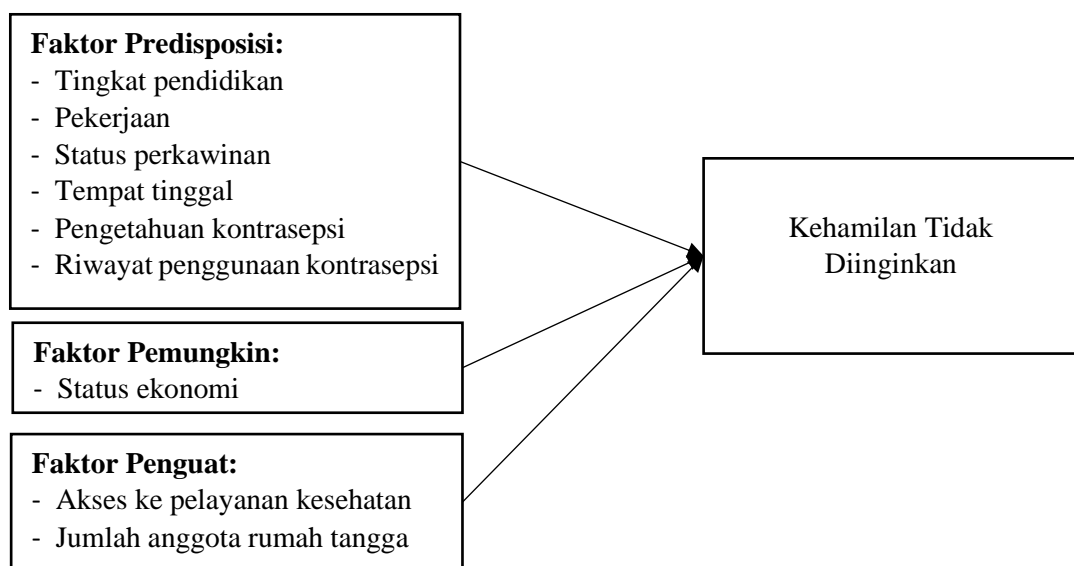 Faktor Predisposisi:
- Tingkat pendidikan
- Pekerjaan
- Status perkawinan
- Tempat tinggal
- Pengetahuan kontrasepsi
- Riwayat penggunaan kontrasepsi
Faktor Pemungkin:
- Status ekonomi
Faktor Penguat:
- Akses ke pelayanan kesehatan
- Jumlah anggota rumah tangga
Kehamilan Tidak
Diinginkan